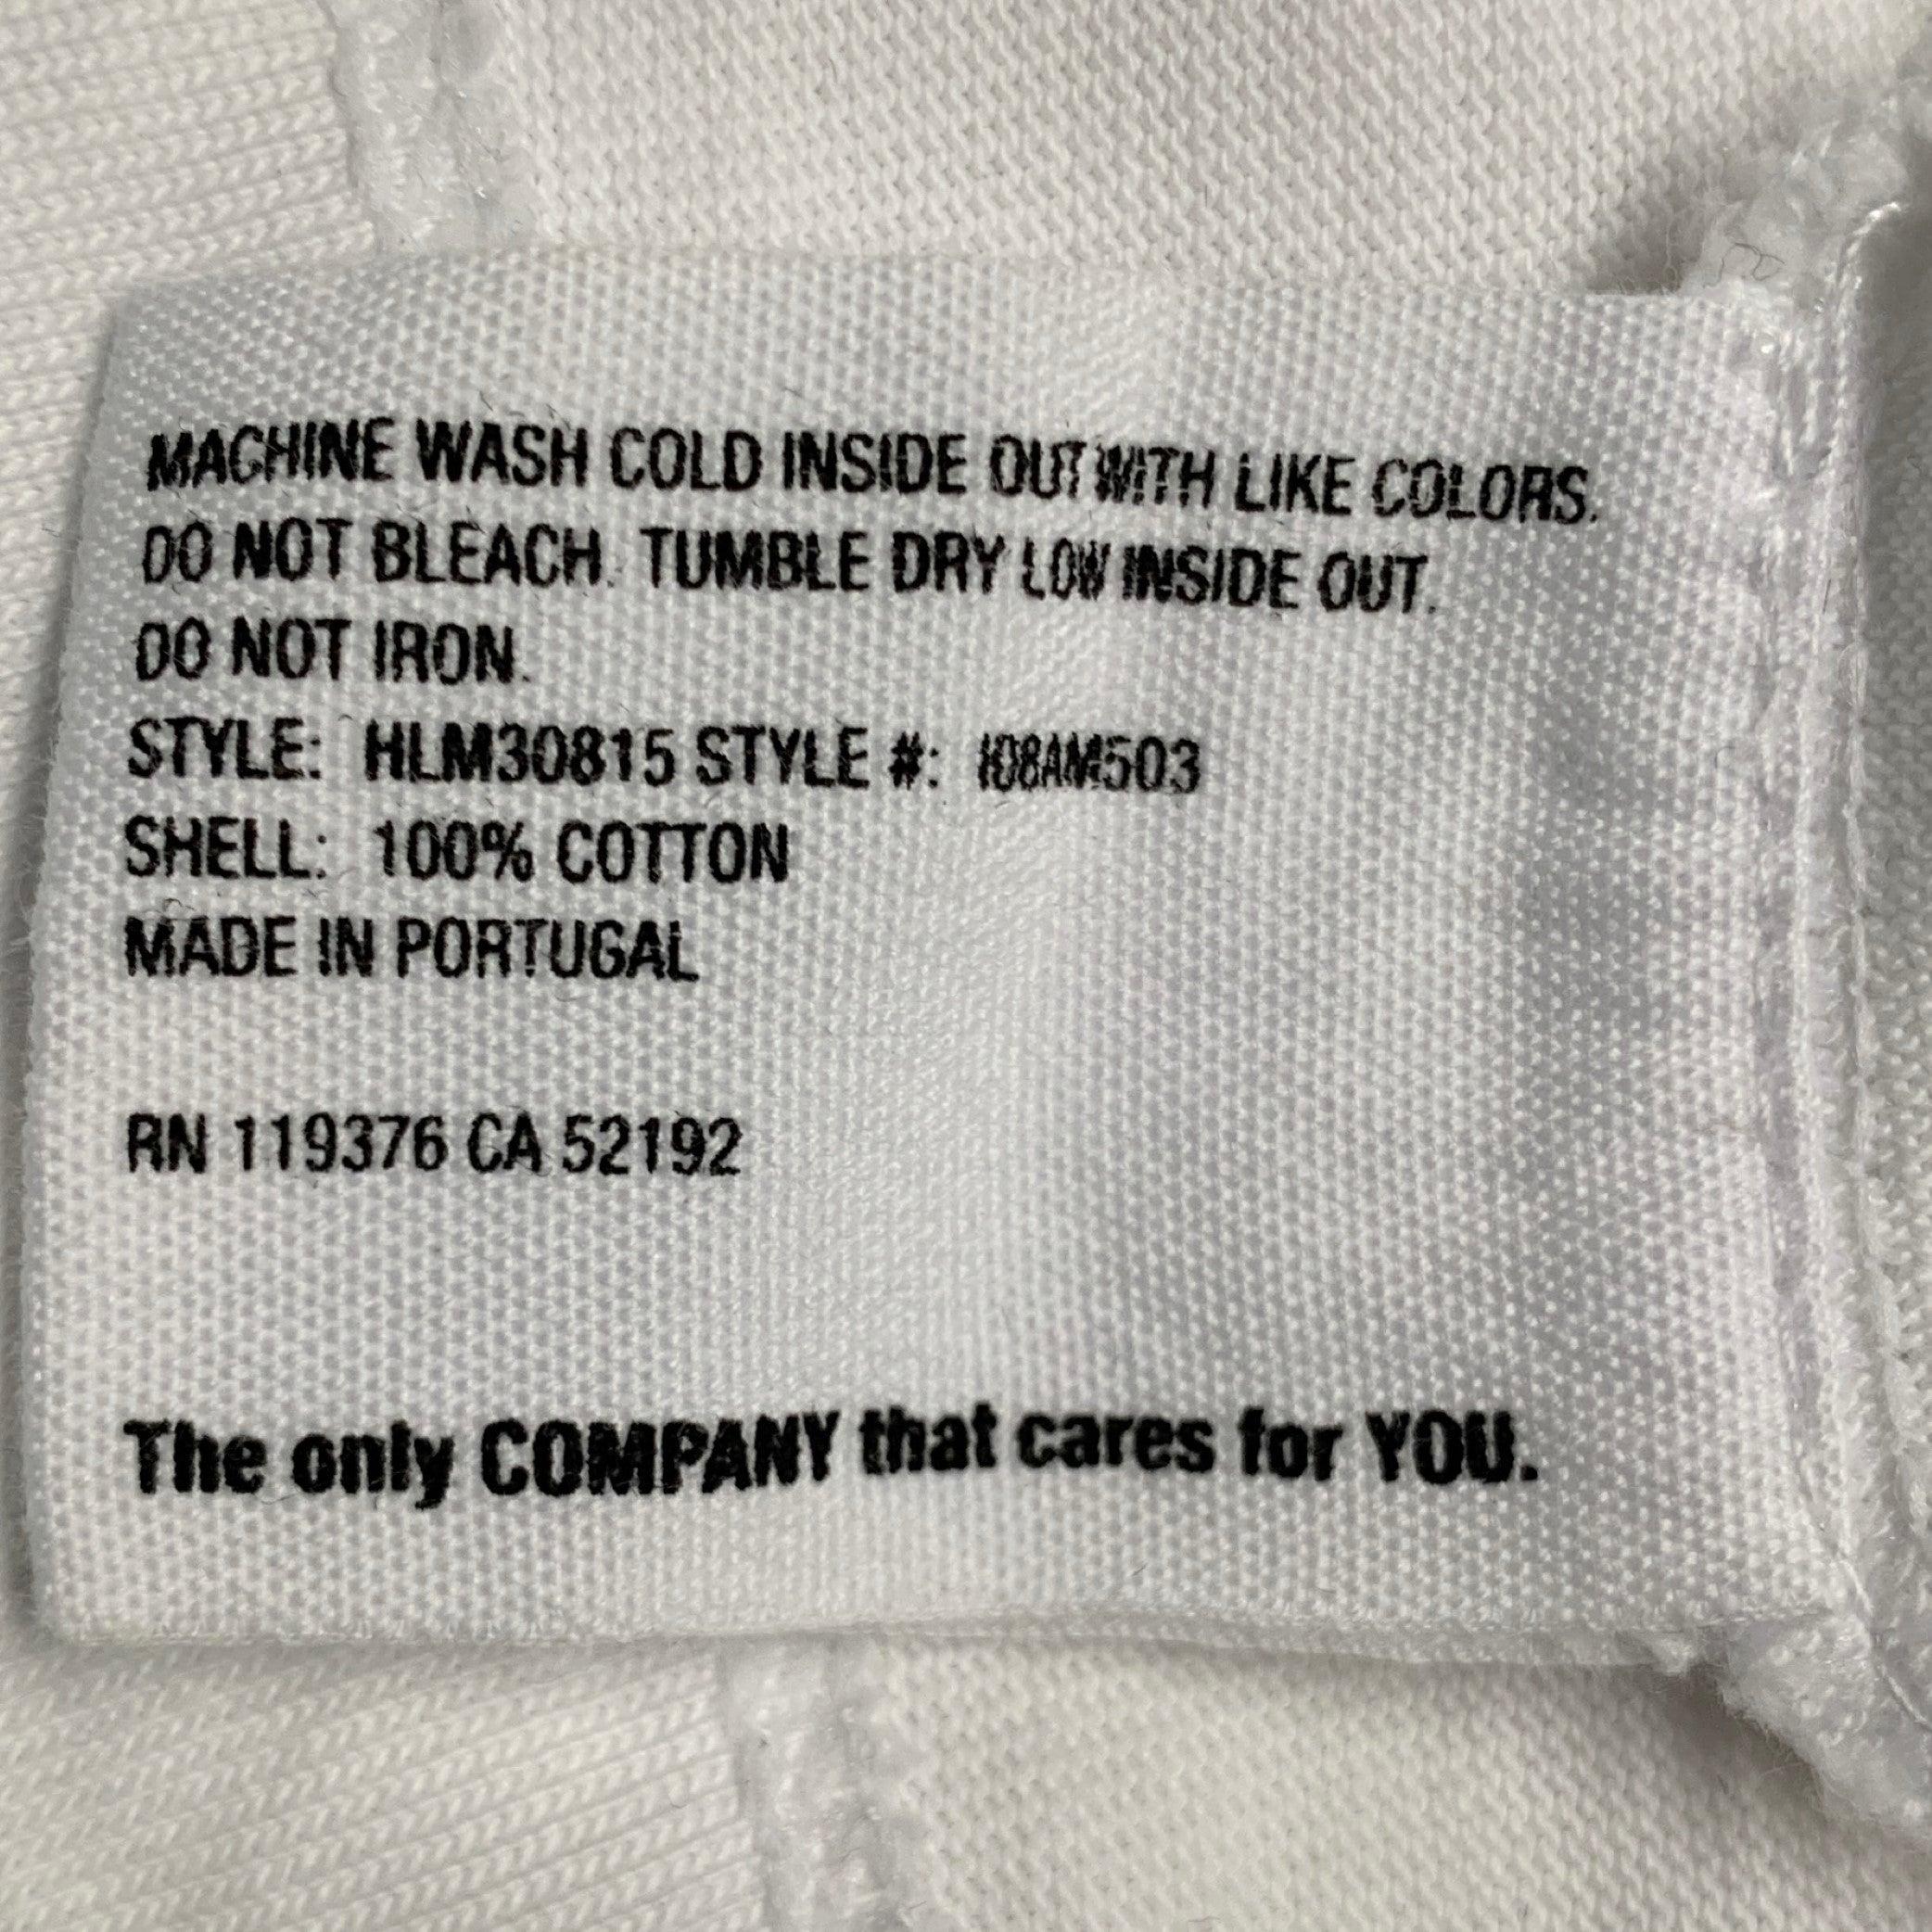 MACHINE WASH COLD INSIDE OUT WITH LIKE COLORS.
DO NOT BLEACH. TUMBLE DRY LOW INSIDE OUT.
DO NOT IRON.
STYLE: HLM30815 STYLE #: I08AM503
SHELL: 100% COTTON
MADE IN PORTUGAL
RN 119376 CA 52192
The only COMPANY that cares for YOU.